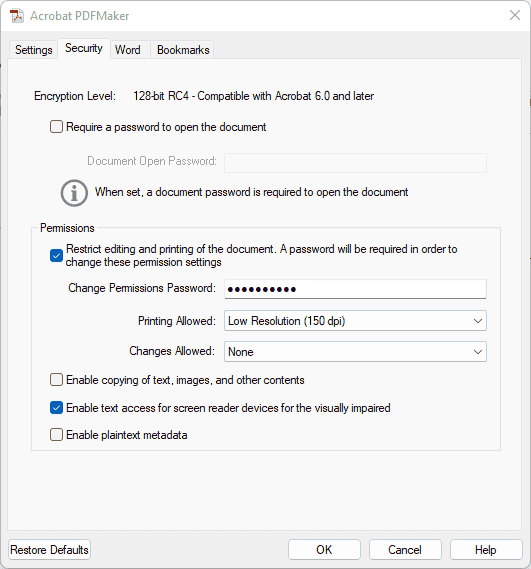 Acrobat PDFMaker
Settings Security Word Bookmarks
Encryption Level: 128-bit RC4 - Compatible with Acrobat 6.0 and later
Require a password to open the document
Document Open Password:
When set, a document password is required to open the document
Permissions
Restrict editing and printing of the document. A password will be required in order to
change these permission settings
Change Permissions Password: ●●●●●●●●●●
Printing Allowed: Low Resolution (150 dpi)
Changes Allowed: None
Enable copying of text, images, and other contents
Enable text access for screen reader devices for the visually impaired
Enable plaintext metadata
Restore Defaults OK Cancel Help